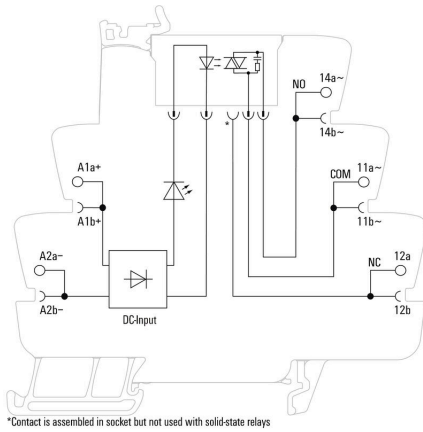 14a~
NO
14b~
*
A1a+
COM
11a~
A1b+
11b~
A2a−
NC
12a
A2b−
12b
DC-Input
*Contact is assembled in socket but not used with solid-state relays